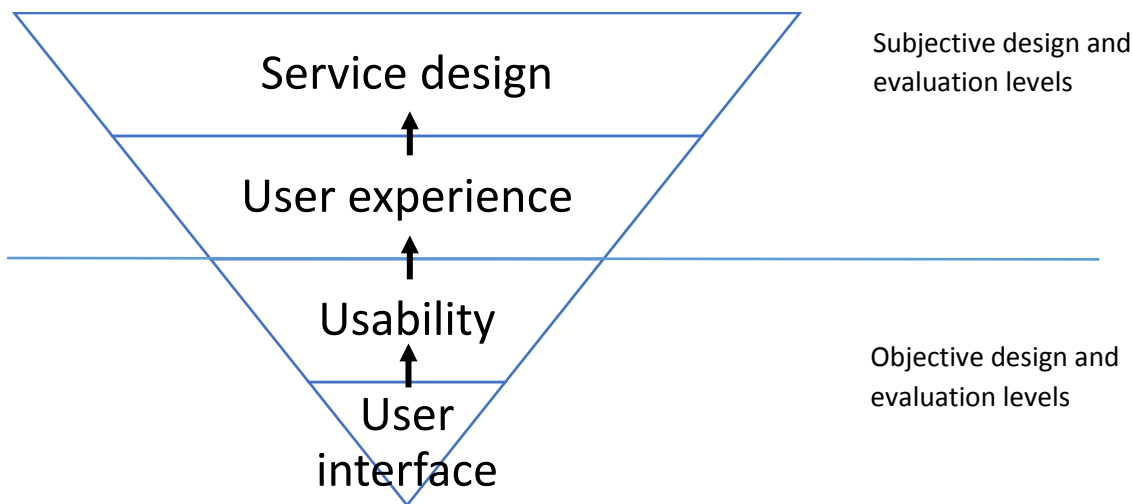 Service design
Subjective design and
evaluation levels
User experience
Usability
Objective design and
evaluation levels
User
interface